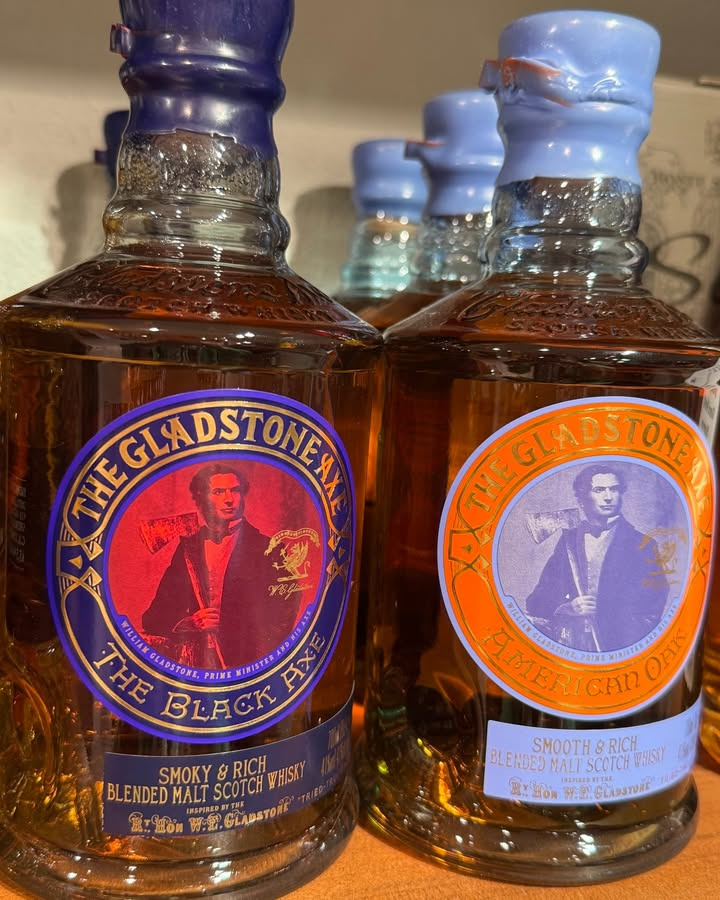 THE GLADSTONE AXE
W.E. Gladstone
WILLIAM GLADSTONE, PRIME MINISTER AND HIS AXE
THE BLACK AXE
SMOKY & RICH
BLENDED MALT SCOTCH WHISKY
INSPIRED BY THE
RT HON W.E. GLADSTONE
THE GLADSTONE AXE
WILLIAM GLADSTONE, PRIME MINISTER AND HIS AXE
AMERICAN OAK
SMOOTH & RICH
BLENDED MALT SCOTCH WHISKY
INSPIRED BY THE
RT HON W.E. GLADSTONE